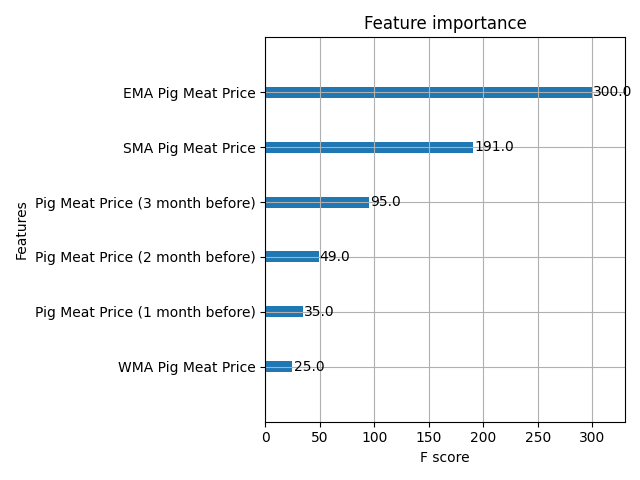 Feature importance
Features
EMA Pig Meat Price
300.0
SMA Pig Meat Price
191.0
Pig Meat Price (3 month before)
95.0
Pig Meat Price (2 month before)
49.0
Pig Meat Price (1 month before)
35.0
WMA Pig Meat Price
25.0
0 50 100 150 200 250 300
F score